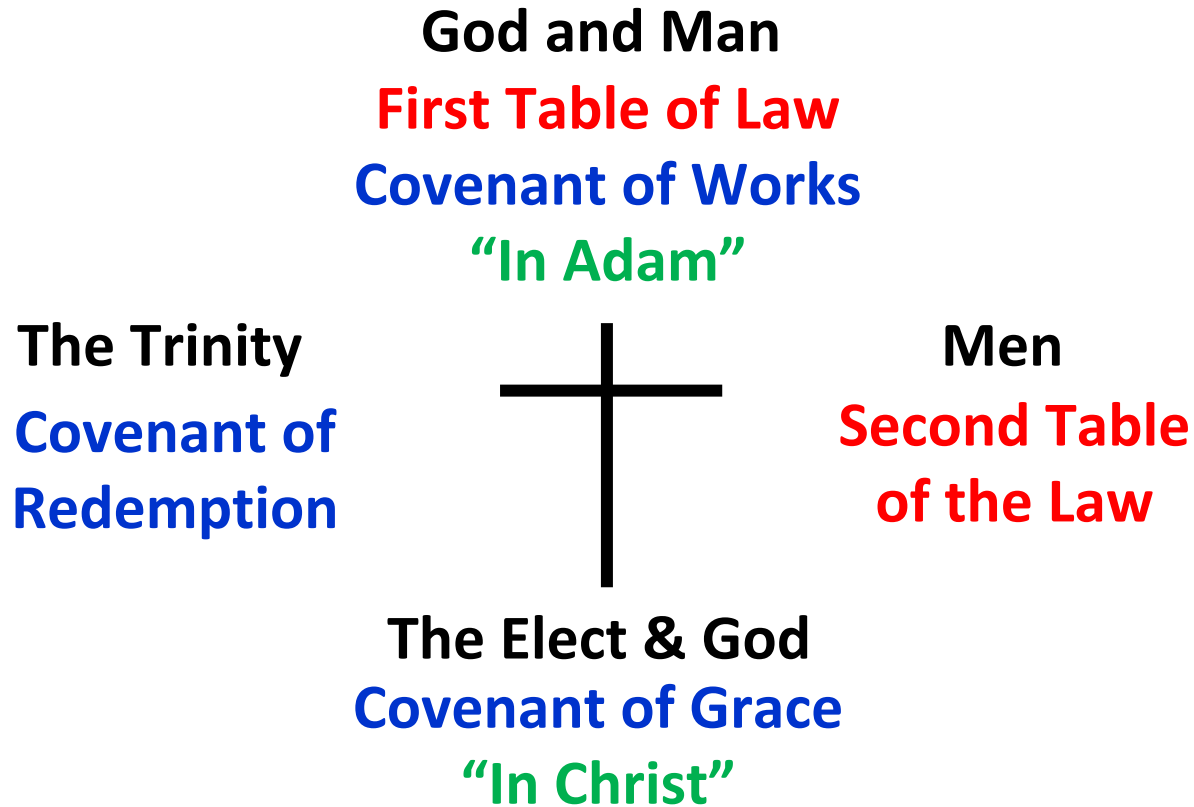 God and Man
First Table of Law
Covenant of Works
“In Adam”
The Trinity
Covenant of
Redemption
Men
Second Table
of the Law
The Elect & God
Covenant of Grace
“In Christ”